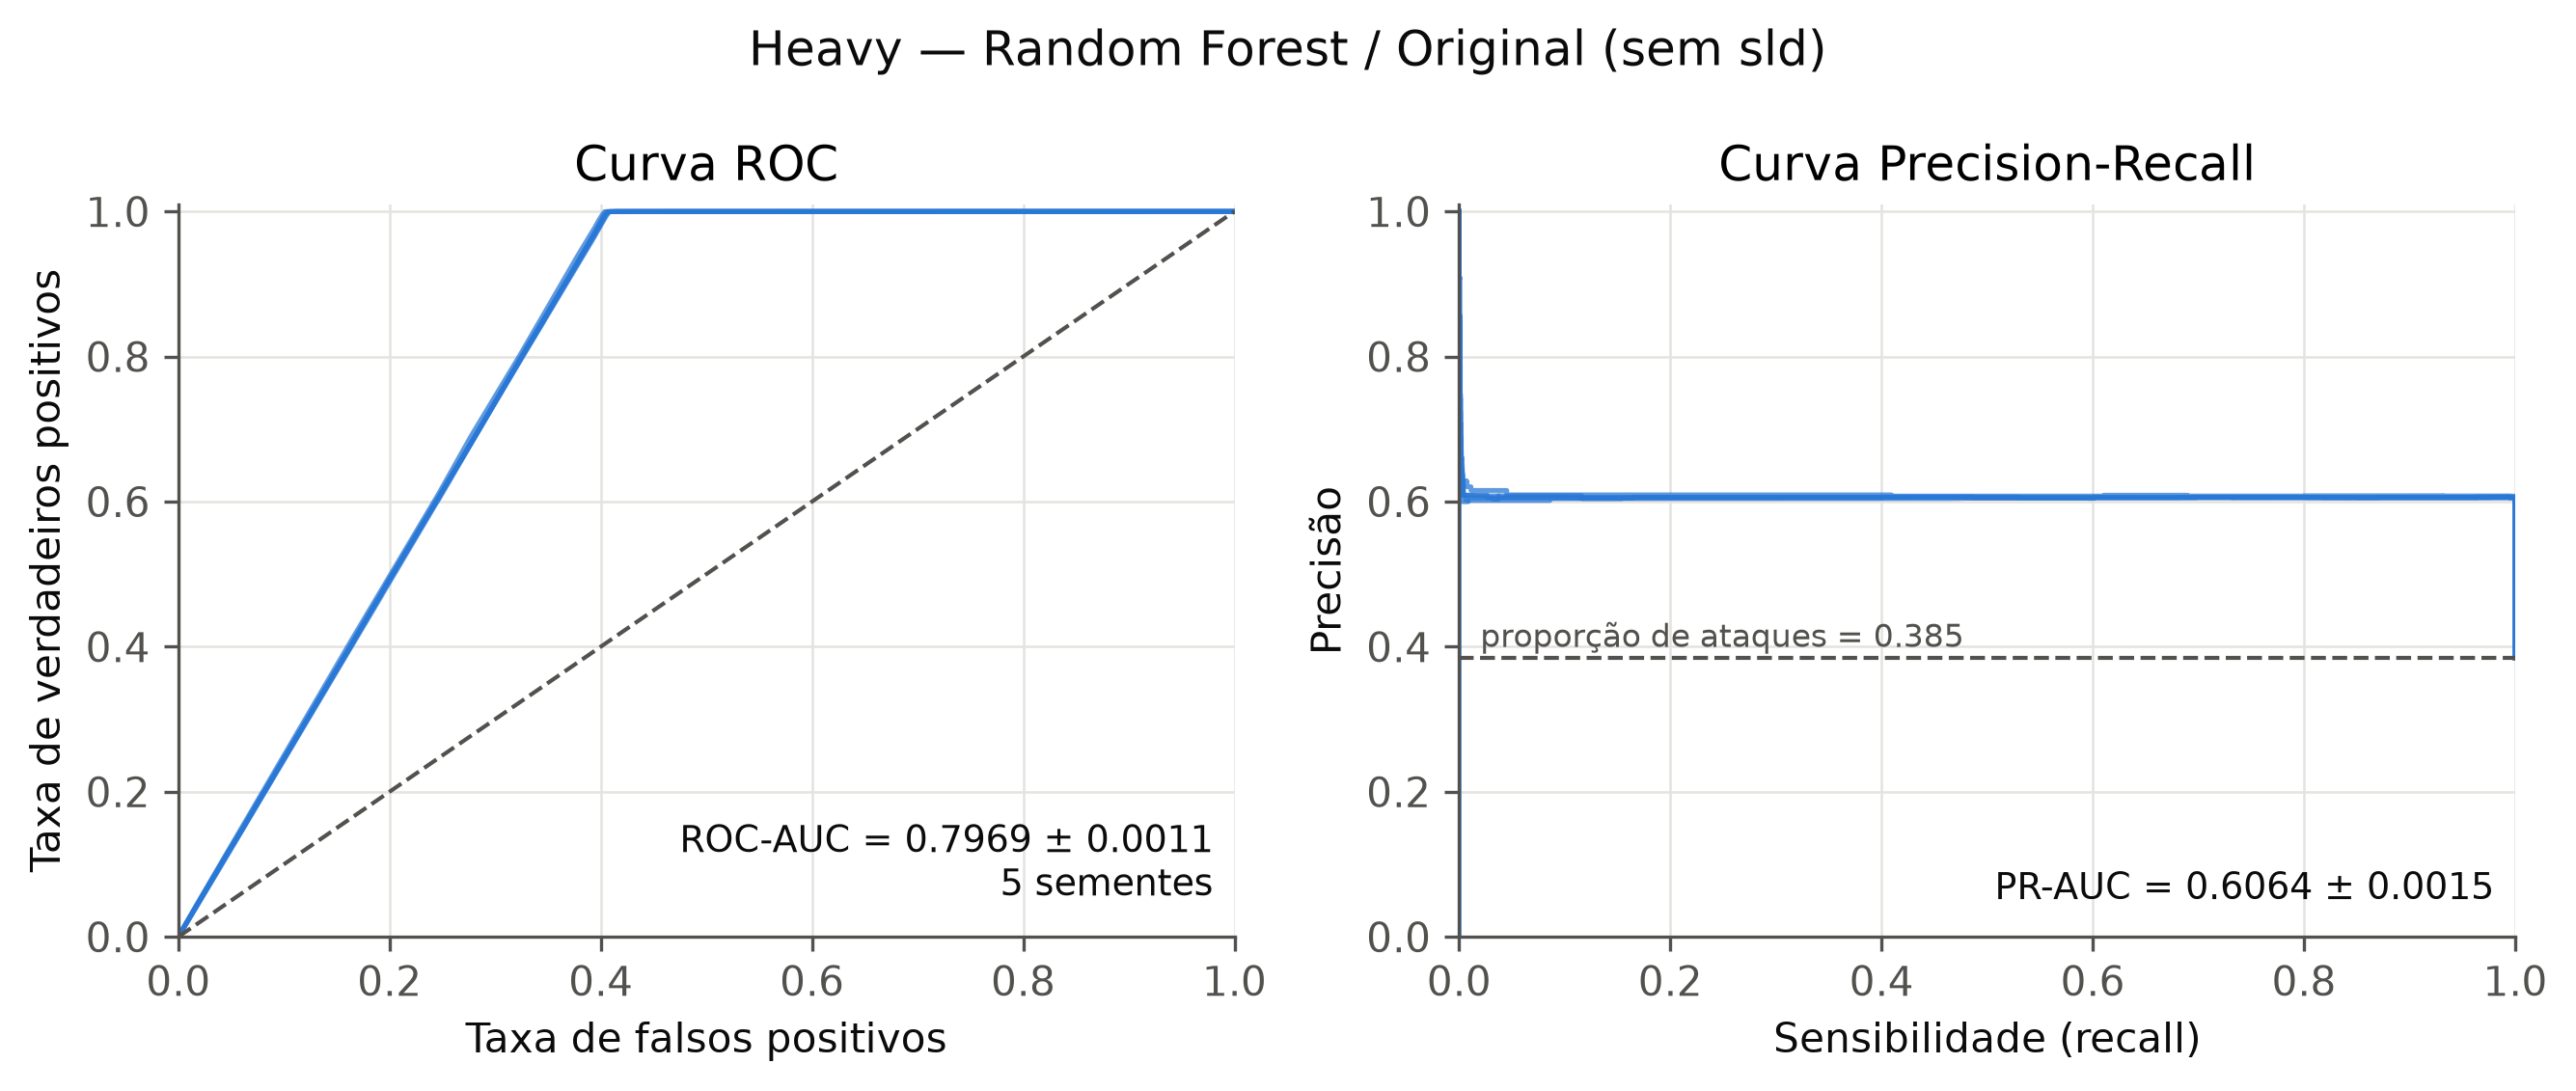 Heavy — Random Forest / Original (sem sld)
Curva ROC
1.0
0.8
0.6
0.4
0.2
0.0
Taxa de verdadeiros positivos
ROC-AUC = 0.7969 ± 0.0011
5 sementes
0.0 0.2 0.4 0.6 0.8 1.0
Taxa de falsos positivos
Curva Precision-Recall
1.0
0.8
0.6
0.4
0.2
0.0
Precisão
proporção de ataques = 0.385
PR-AUC = 0.6064 ± 0.0015
0.0 0.2 0.4 0.6 0.8 1.0
Sensibilidade (recall)